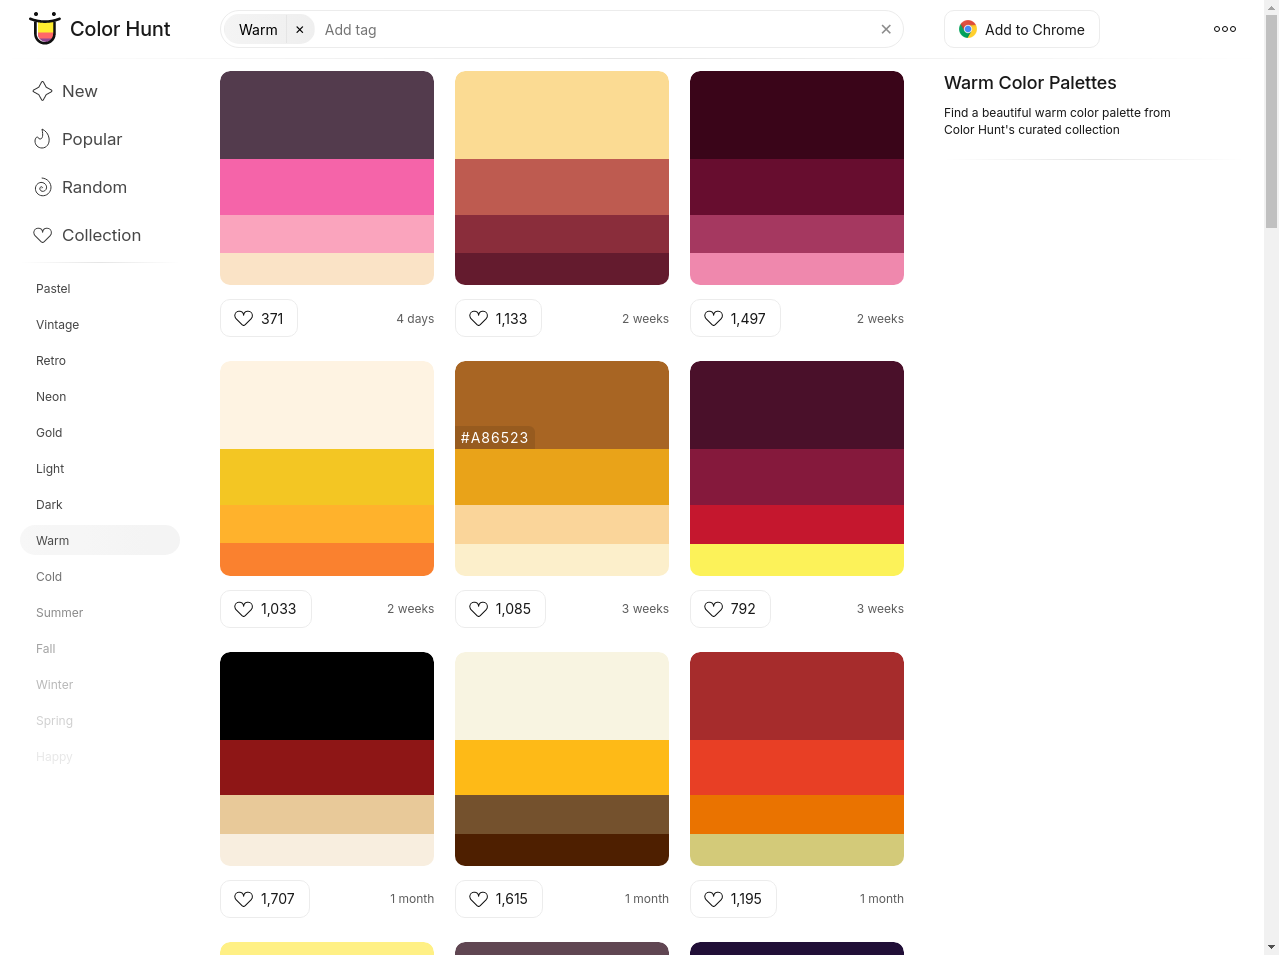 Color Hunt
Warm ×
Add tag
Add to Chrome
New
Popular
Random
Collection
Pastel
Vintage
Retro
Neon
Gold
Light
Dark
Warm
Cold
Summer
Fall
Winter
Spring
Happy
371
4 days
1,133
2 weeks
1,497
2 weeks
#A86523
1,033
2 weeks
1,085
3 weeks
792
3 weeks
1,707
1 month
1,615
1 month
1,195
1 month
Warm Color Palettes
Find a beautiful warm color palette from
Color Hunt's curated collection